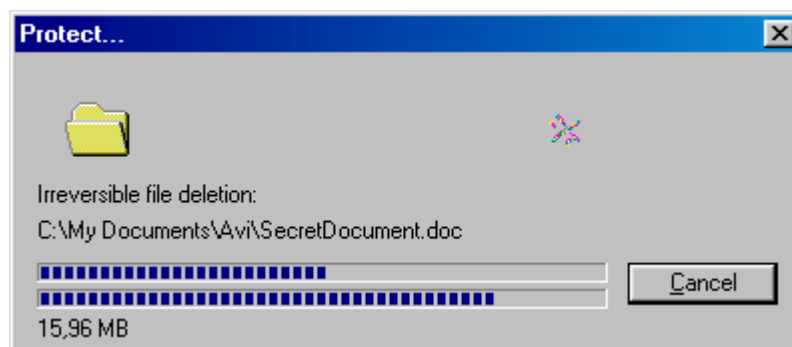 Protect...
Irreversible file deletion:
C:\My Documents\Avi\SecretDocument.doc
Cancel
15,96 MB